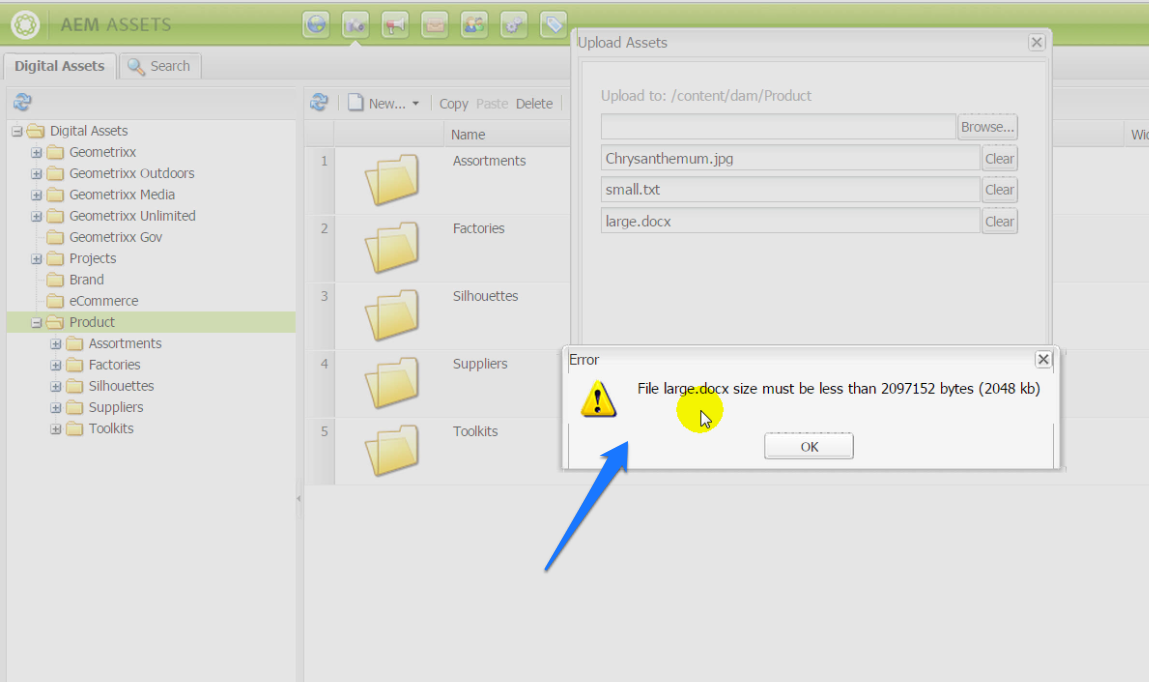 AEM ASSETS
Digital Assets
Search
New...
Copy
Paste
Delete
Name
Wid
Digital Assets
Geometrixx
Geometrixx Outdoors
Geometrixx Media
Geometrixx Unlimited
Geometrixx Gov
Projects
Brand
eCommerce
Product
Assortments
Factories
Silhouettes
Suppliers
Toolkits
1
Assortments
2
Factories
3
Silhouettes
4
Suppliers
5
Toolkits
Upload Assets
Upload to: /content/dam/Product
Browse...
Chrysanthemum.jpg
Clear
small.txt
Clear
large.docx
Clear
Error
File large.docx size must be less than 2097152 bytes (2048 kb)
OK